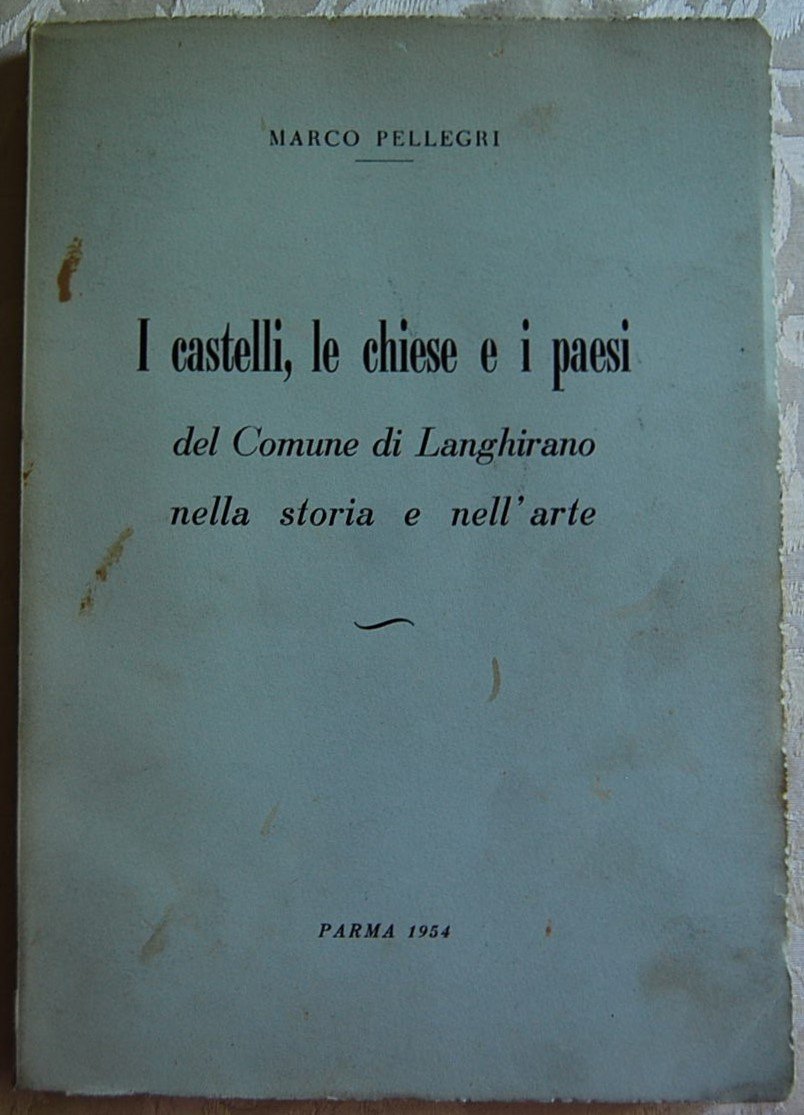 MARCO PELLEGRI
I castelli, le chiese e i paesi
del Comune di Langhirano
nella storia e nell'arte
PARMA 1954